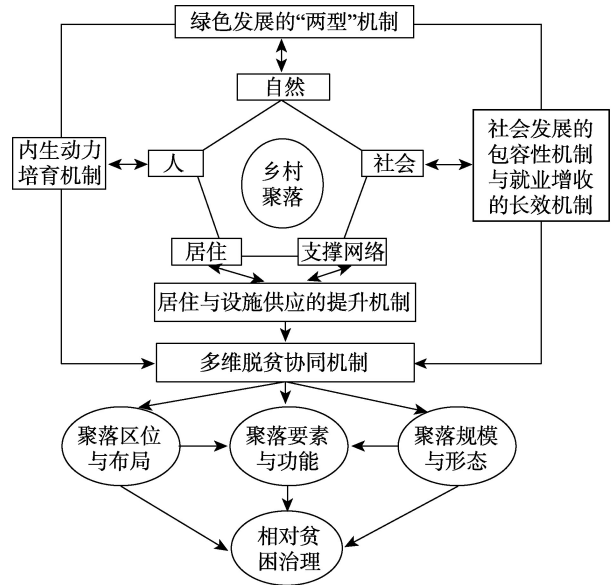 绿色发展的“两型”机制
自然
内生动力
培育机制
人
乡村
聚落
社会
社会发展的
包容性机制
与就业增收
的长效机制
居住
支撑网络
居住与设施供应的提升机制
多维脱贫协同机制
聚落区位
与布局
聚落要素
与功能
聚落规模
与形态
相对贫
困治理